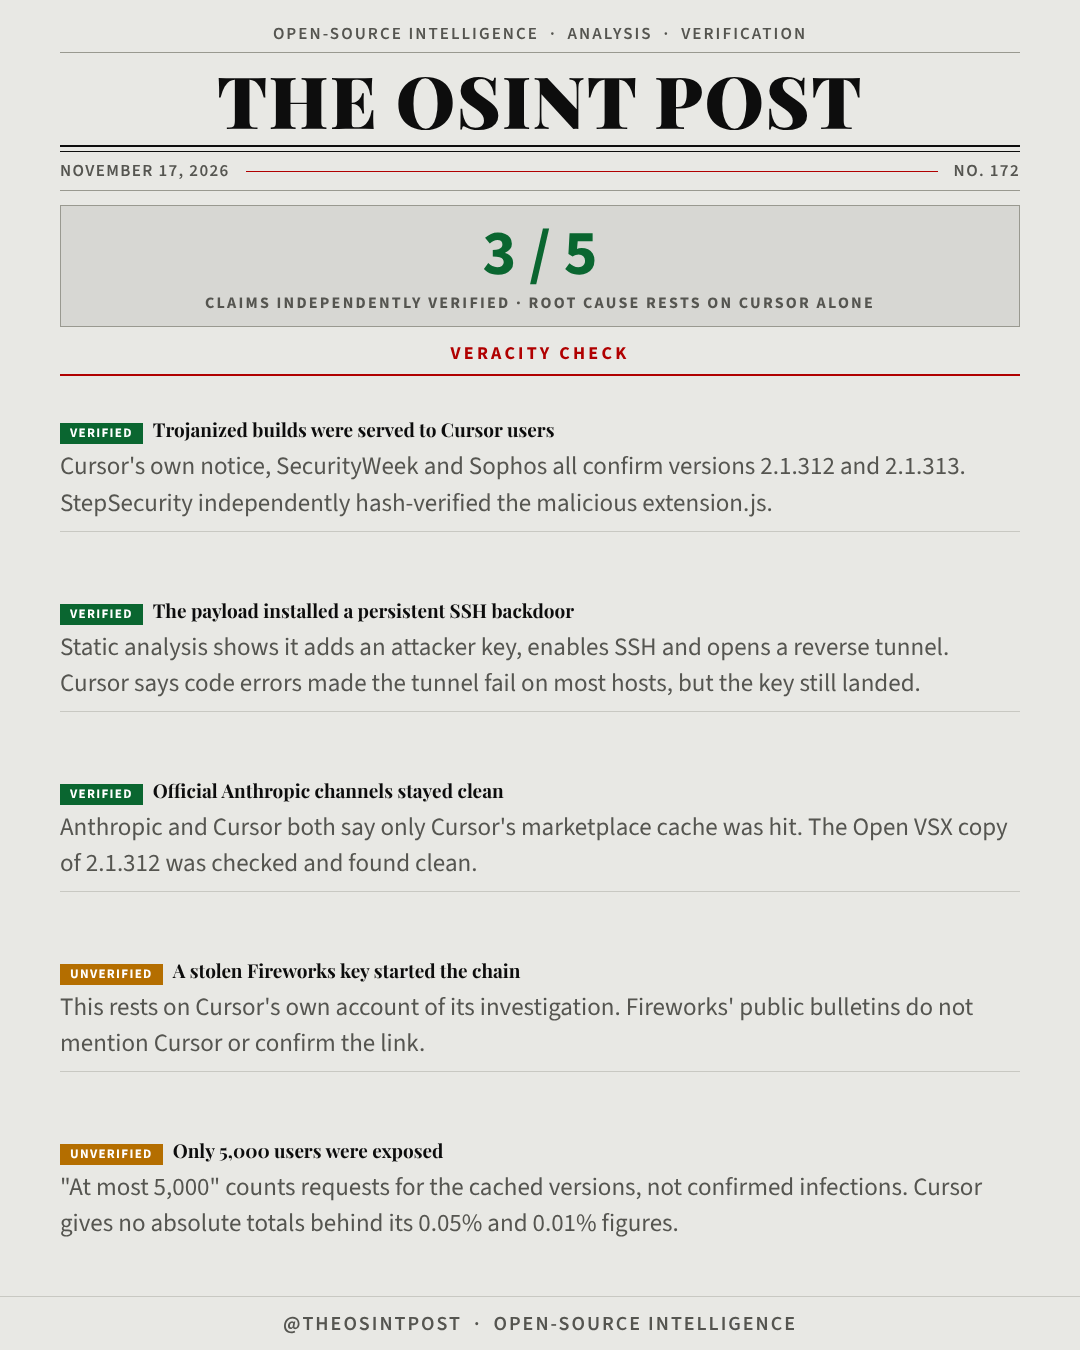 OPEN-SOURCE INTELLIGENCE · ANALYSIS · VERIFICATION
THE OSINT POST
NOVEMBER 17, 2026 NO. 172
3 / 5
CLAIMS INDEPENDENTLY VERIFIED · ROOT CAUSE RESTS ON CURSOR ALONE
VERACITY CHECK
VERIFIED Trojanized builds were served to Cursor users
Cursor's own notice, SecurityWeek and Sophos all confirm versions 2.1.312 and 2.1.313.
StepSecurity independently hash-verified the malicious extension.js.
VERIFIED The payload installed a persistent SSH backdoor
Static analysis shows it adds an attacker key, enables SSH and opens a reverse tunnel.
Cursor says code errors made the tunnel fail on most hosts, but the key still landed.
VERIFIED Official Anthropic channels stayed clean
Anthropic and Cursor both say only Cursor's marketplace cache was hit. The Open VSX copy
of 2.1.312 was checked and found clean.
UNVERIFIED A stolen Fireworks key started the chain
This rests on Cursor's own account of its investigation. Fireworks' public bulletins do not
mention Cursor or confirm the link.
UNVERIFIED Only 5,000 users were exposed
"At most 5,000" counts requests for the cached versions, not confirmed infections. Cursor
gives no absolute totals behind its 0.05% and 0.01% figures.
@THEOSINTPOST · OPEN-SOURCE INTELLIGENCE